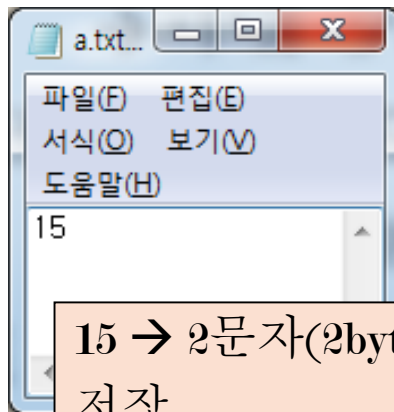 a.txt...
파일(F) 편집(E)
서식(O) 보기(V)
도움말(H)
15
15 → 2문자(2byt
저장